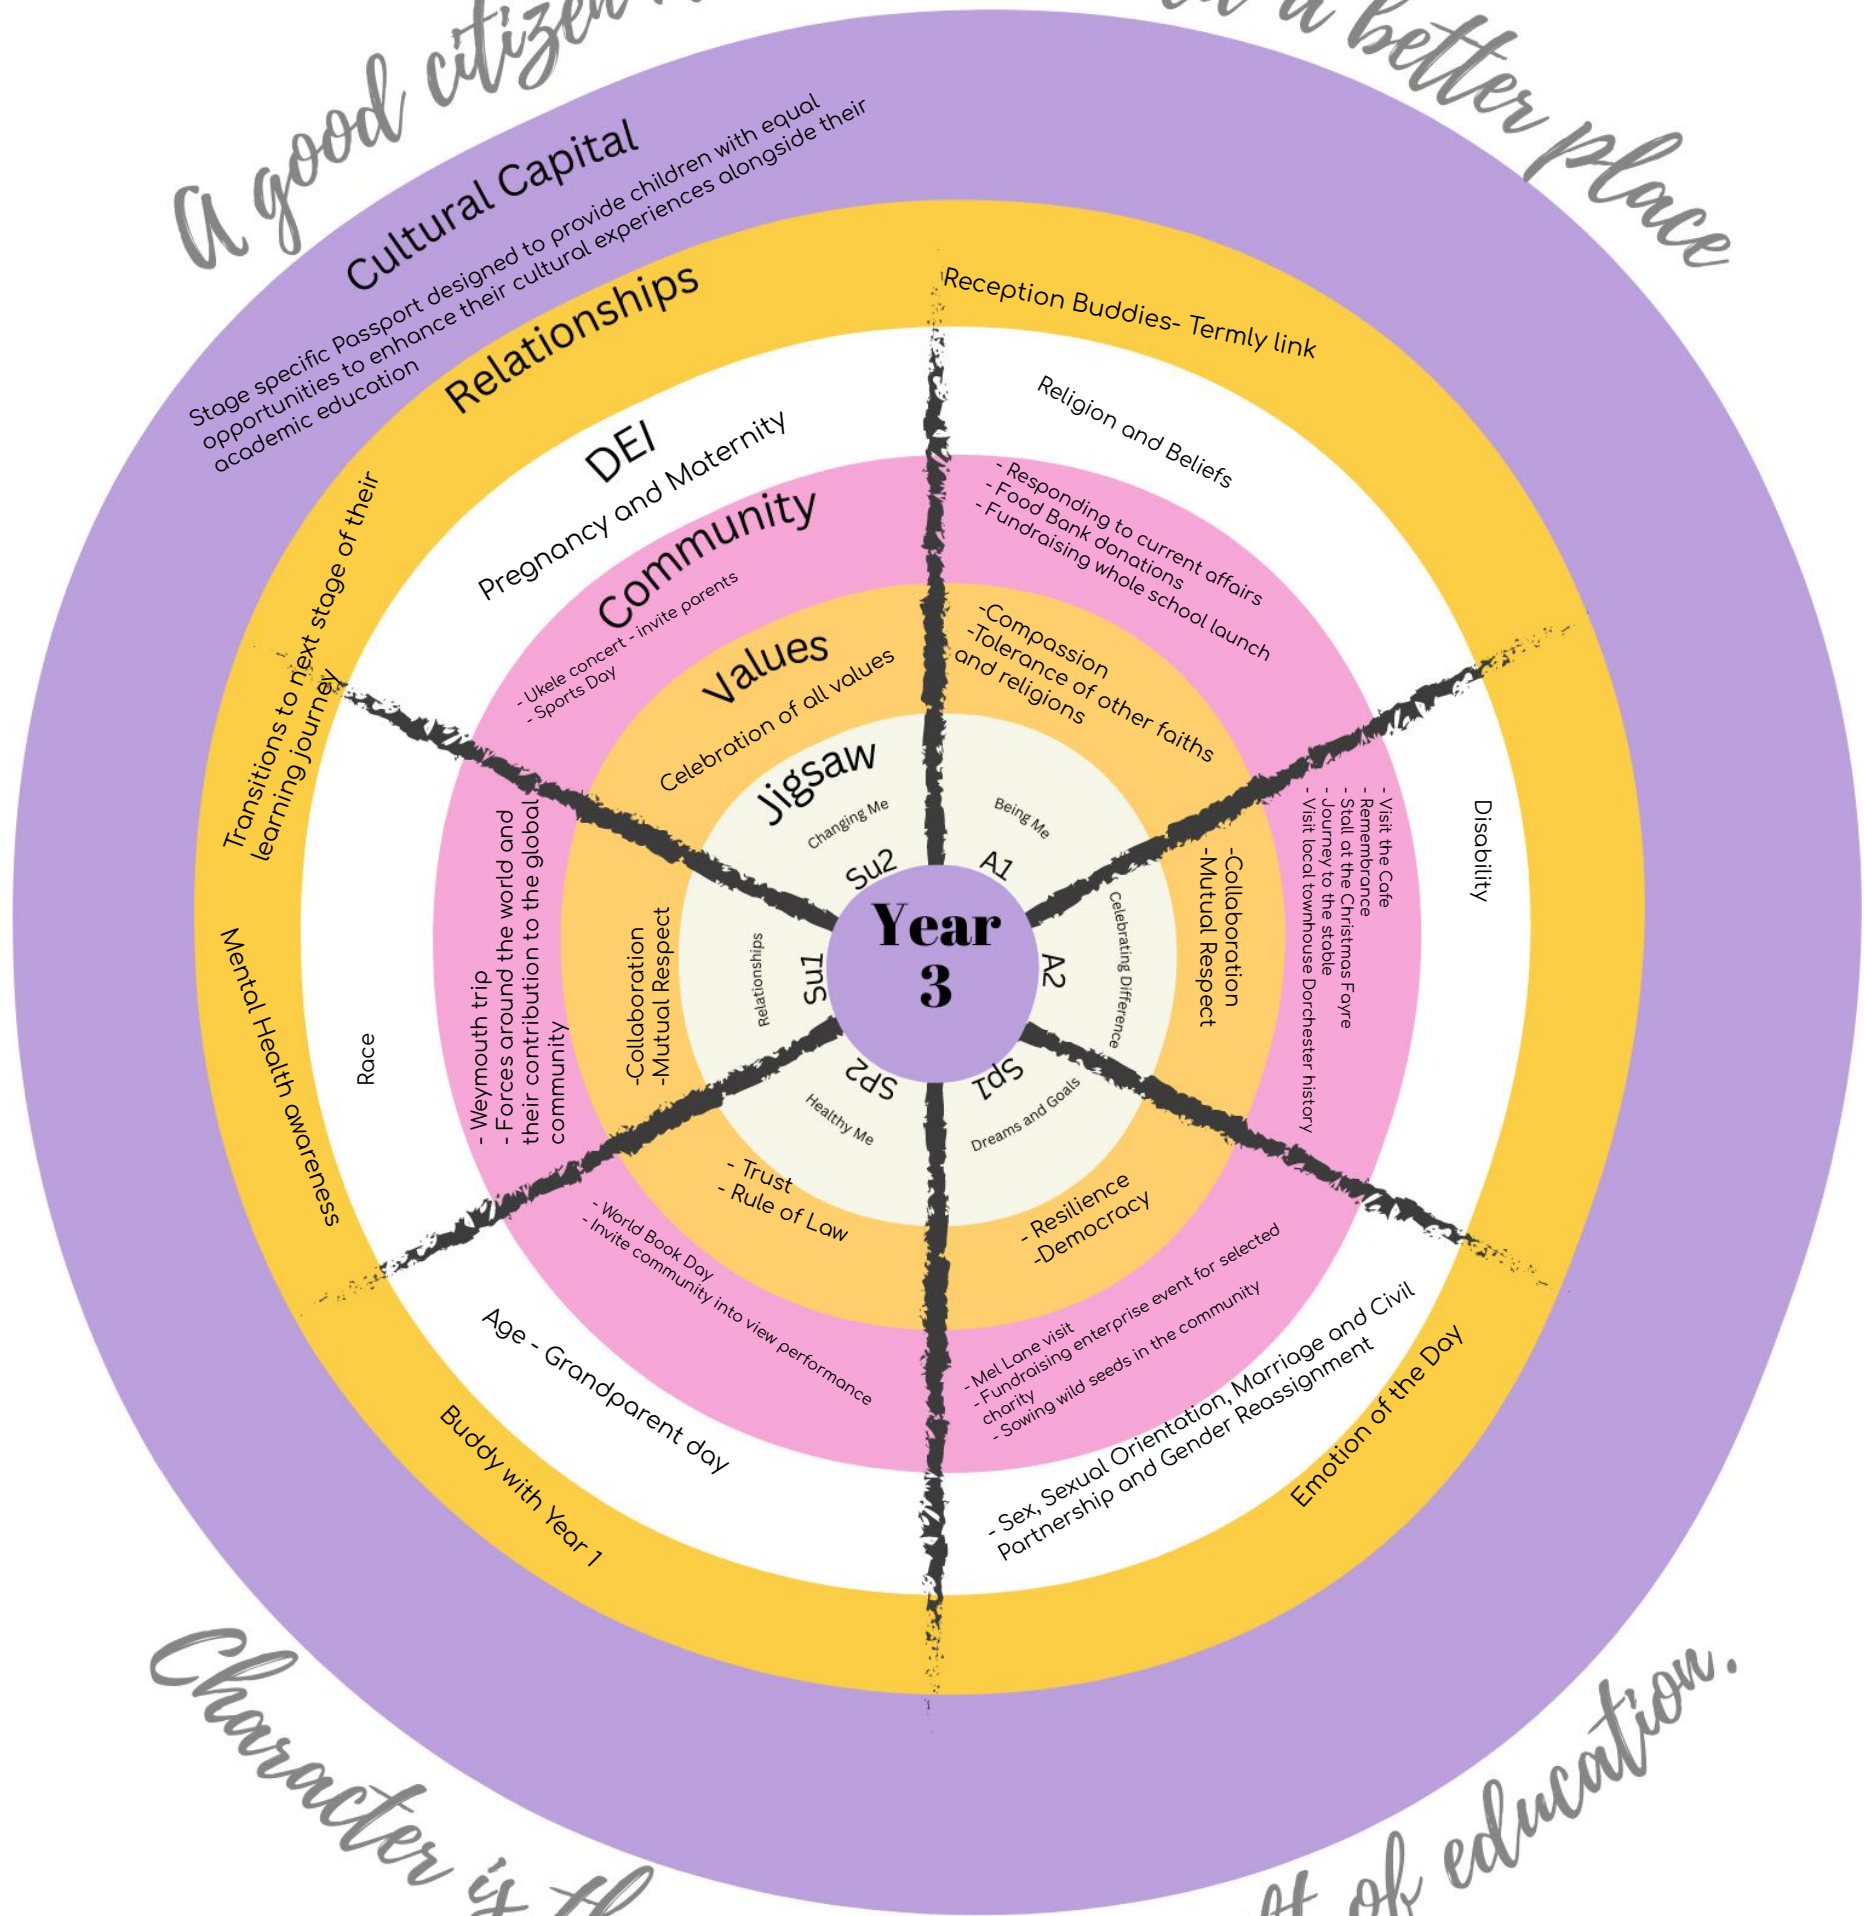 A good citizen
a better place
Cultural Capital
Stage specific Passport designed to provide children with equal
opportunities to enhance their cultural experiences alongside their
academic education
Relationships
Reception Buddies- Termly link
DEI
Pregnancy and Maternity
Religion and Beliefs
Community
- Ukele concert - invite parents
- Sports Day
- Responding to current affairs
- Food Bank donations
- Fundraising whole school launch
Values
Celebration of all values
-Compassion
-Tolerance of other faiths
and religions
Jigsaw
Changing Me
Su2
Being Me
A1
Year
3
A2
Celebrating Difference
-Collaboration
-Mutual Respect
- Visit the Cafe
- Remembrance
- Stall at the Christmas Fayre
- Journey to the stable
- Visit local townhouse Dorchester history
Disability
Sp1
Dreams and Goals
- Resilience
-Democracy
- Mel Lane visit
- Fundraising enterprise event for selected
charity
- Sowing wild seeds in the community
- Sex, Sexual Orientation, Marriage and Civil
Partnership and Gender Reassignment
Emotion of the Day
SP2
Healthy Me
- Trust
- Rule of Law
- World Book Day
- Invite community into view performance
Age - Grandparent day
Buddy with Year 1
Su1
Relationships
-Collaboration
-Mutual Respect
- Weymouth trip
- Forces around the world and
their contribution to the global
community
Race
Mental Health awareness
Transitions to next stage of their
learning journey
Character is
of education.